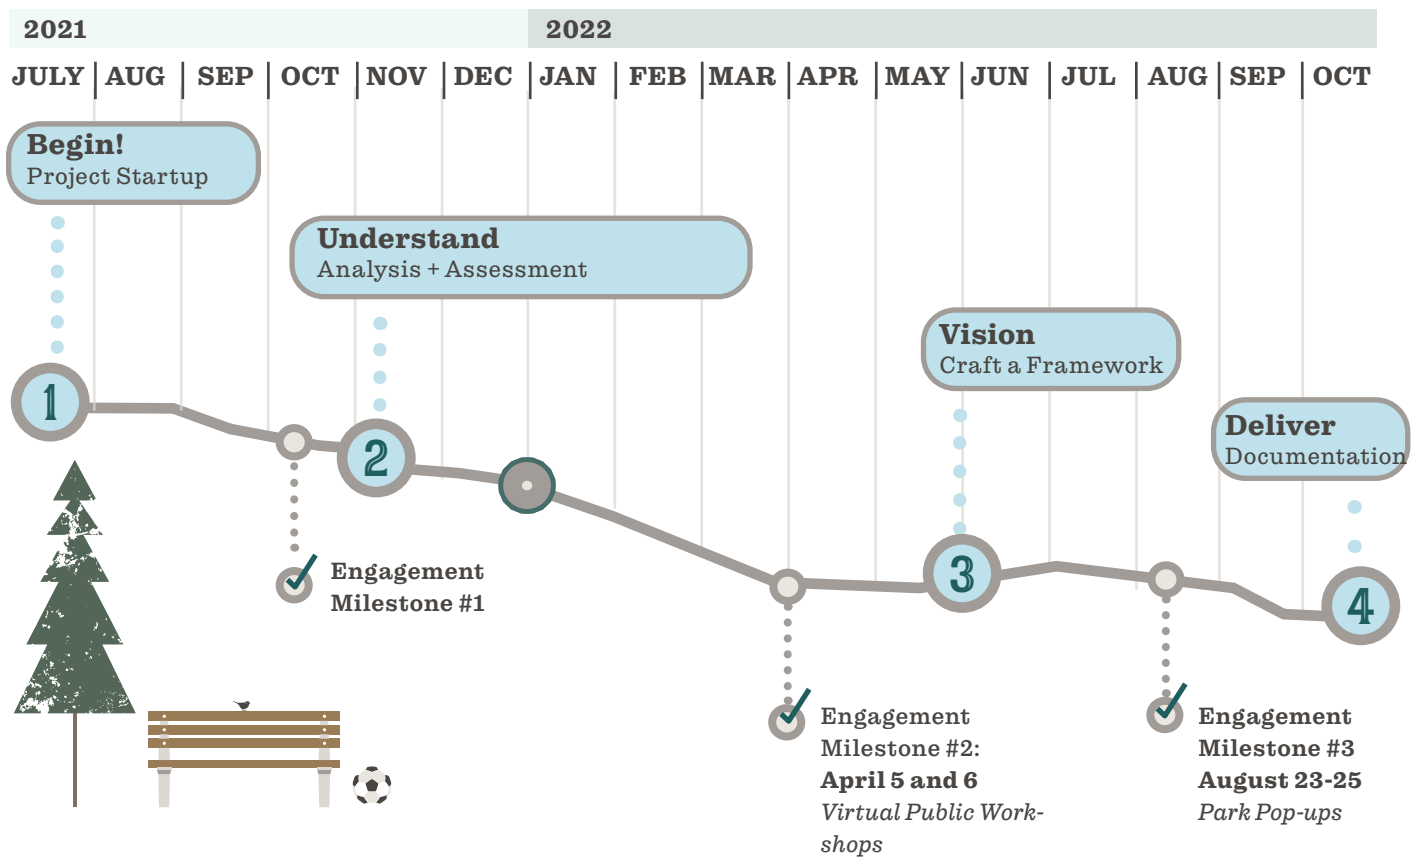 2021 2022
JULY AUG SEP OCT NOV DEC JAN FEB MAR APR MAY JUN JUL AUG SEP OCT
Begin!
Project Startup
Understand
Analysis + Assessment
Vision
Craft a Framework
Deliver
Documentation
1
2
3
4
Engagement
Milestone #1
Engagement
Milestone #2:
April 5 and 6
Virtual Public Work-
shops
Engagement
Milestone #3
August 23-25
Park Pop-ups